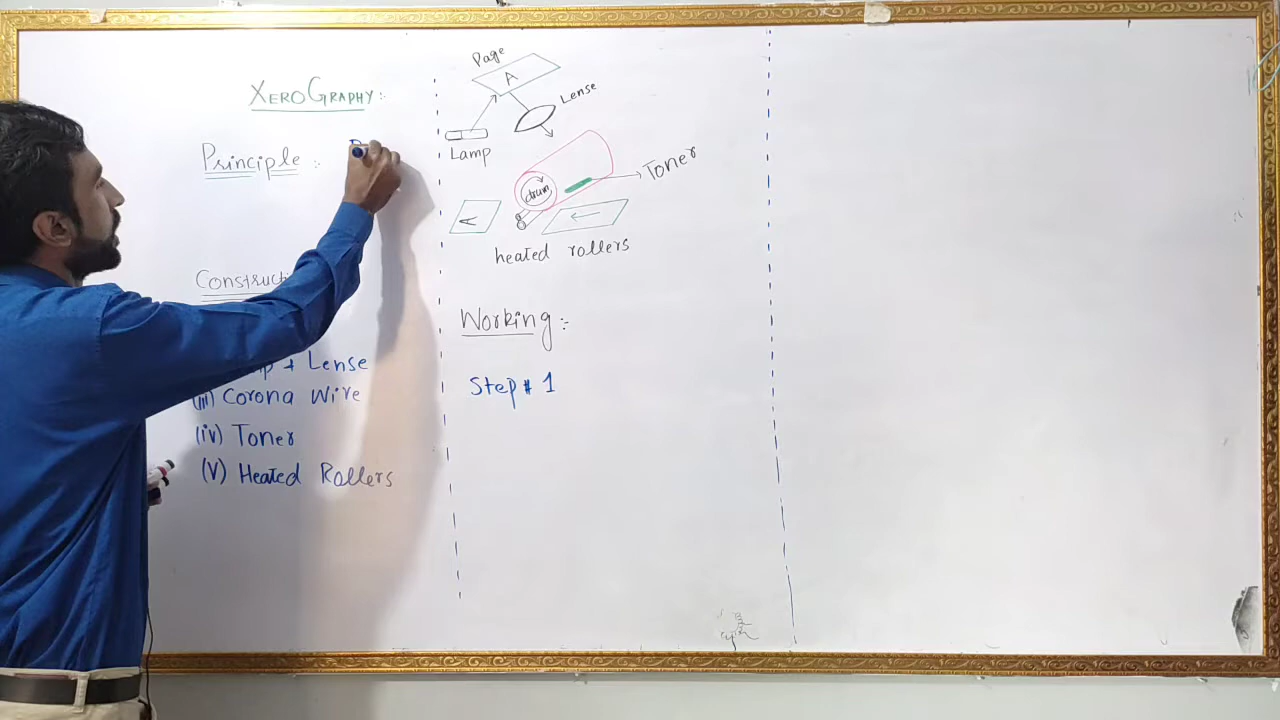 XEROGRAPHY:
Principle :
Constructi
+ Lense
(iii) Corona Wire
(iv) Toner
(V) Heated Rollers
Page
A
Lense
Lamp
Toner
drum
A
heated rollers
Working :-
Step # 1